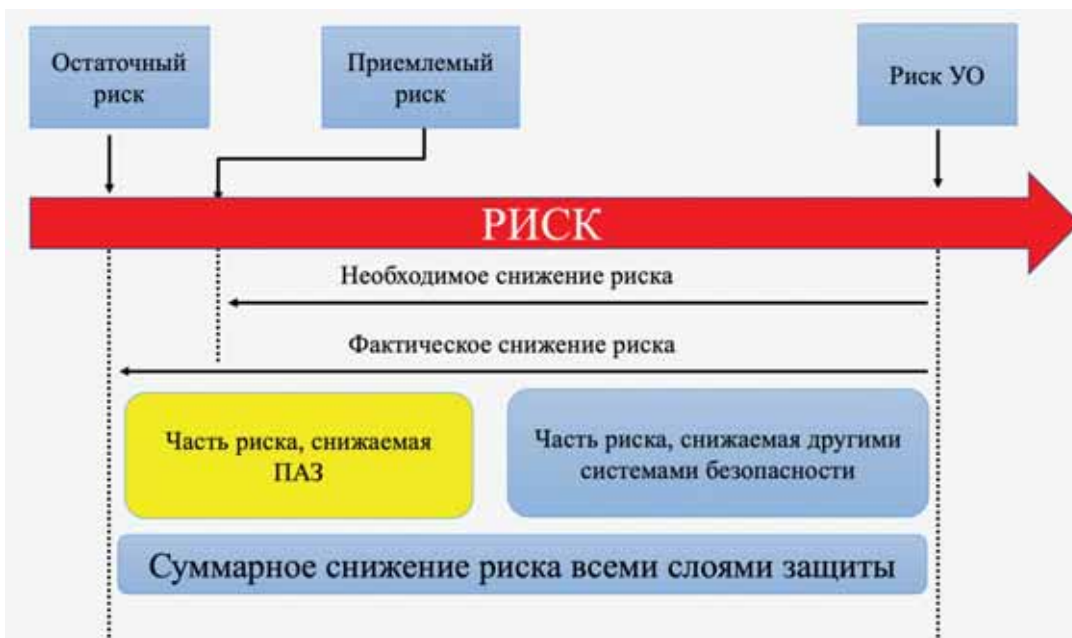 Остаточный
риск
Приемлемый
риск
Риск УО
РИСК
Необходимое снижение риска
Фактическое снижение риска
Часть риска, снижаемая
ПАЗ
Часть риска, снижаемая другими
системами безопасности
Суммарное снижение риска всеми слоями защиты